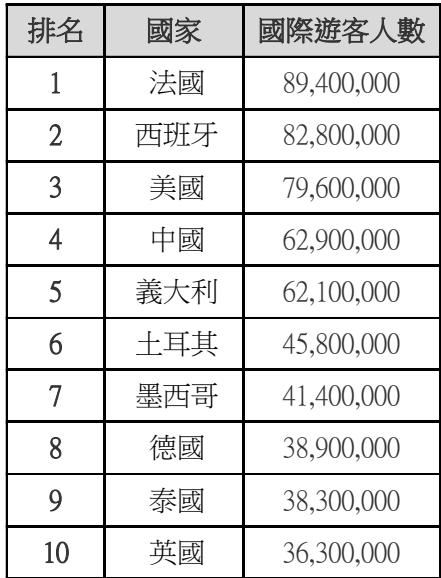 排名 國家 國際遊客人數
1 法國 89,400,000
2 西班牙 82,800,000
3 美國 79,600,000
4 中國 62,900,000
5 義大利 62,100,000
6 土耳其 45,800,000
7 墨西哥 41,400,000
8 德國 38,900,000
9 泰國 38,300,000
10 英國 36,300,000